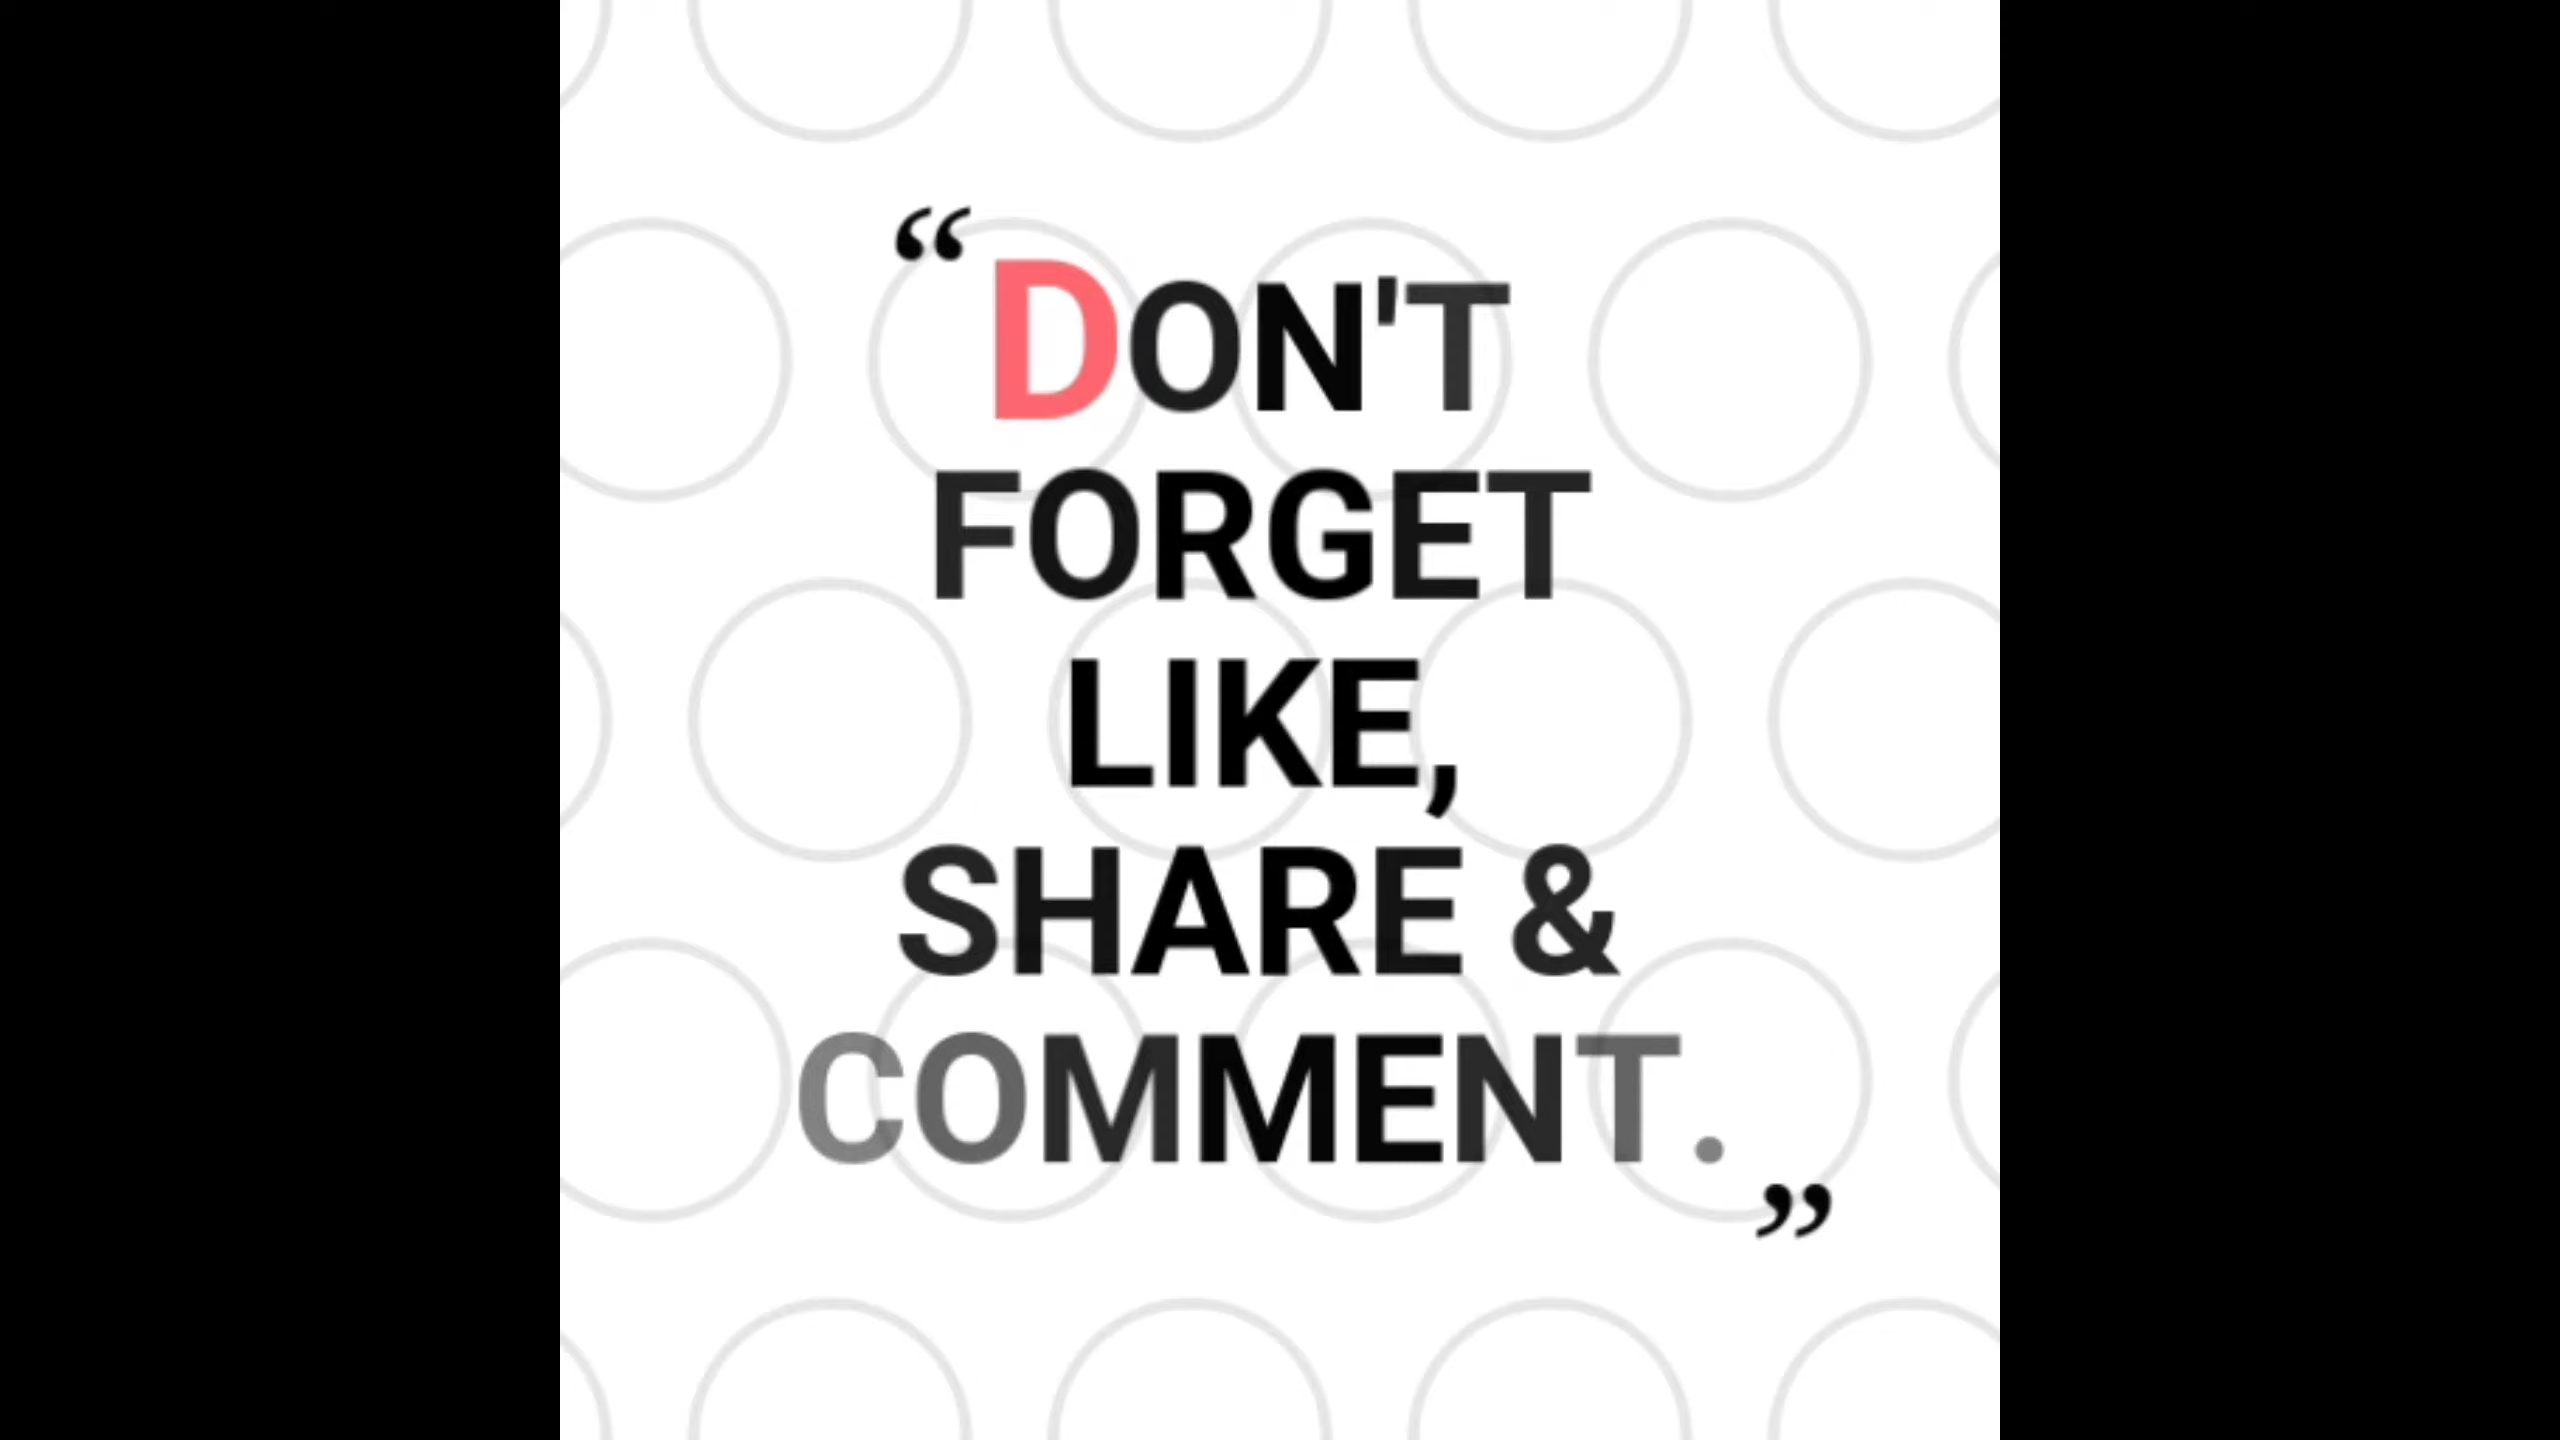 “DON'T
FORGET
LIKE,
SHARE &
COMMENT.”